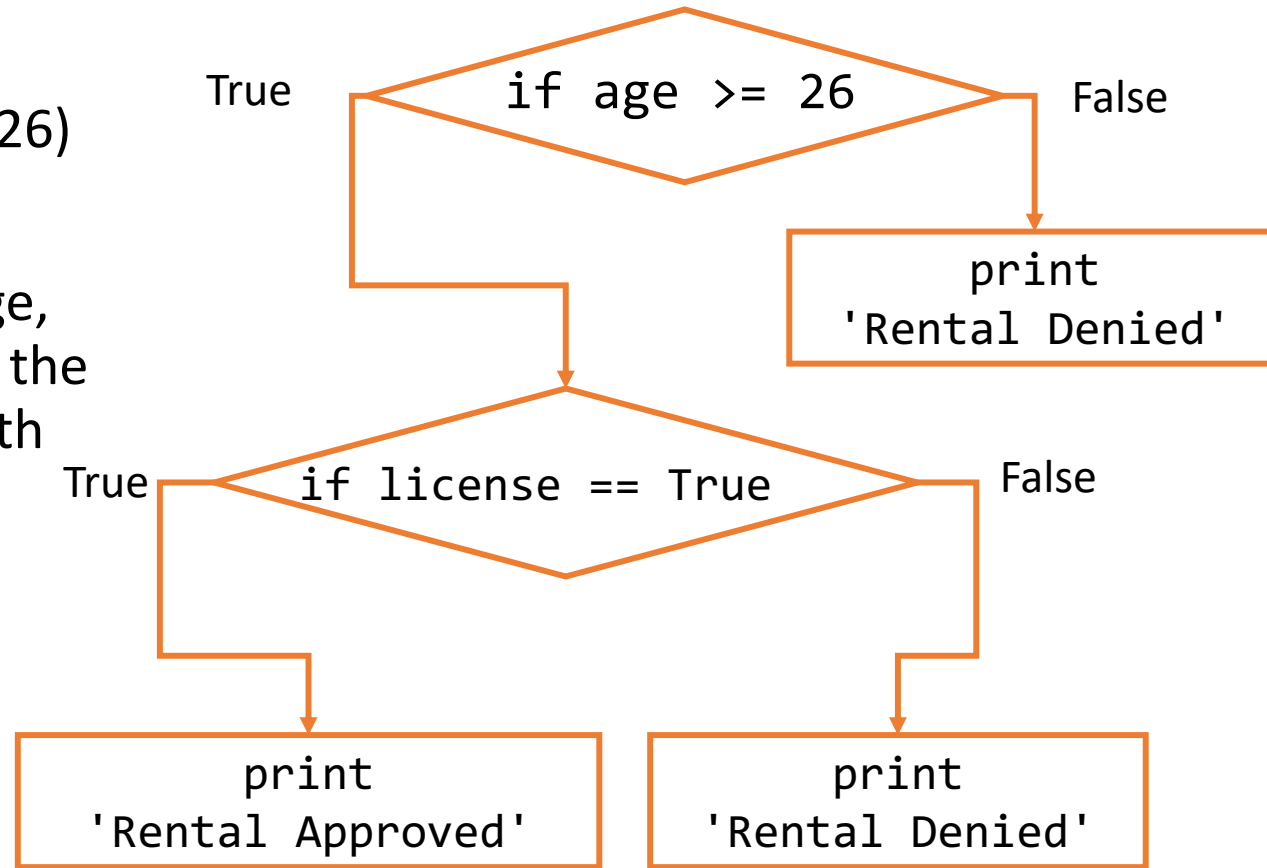 26)
ge,
the
th
True
if age >= 26
False
print
'Rental Denied'
True
if license == True
False
print
'Rental Approved'
print
'Rental Denied'